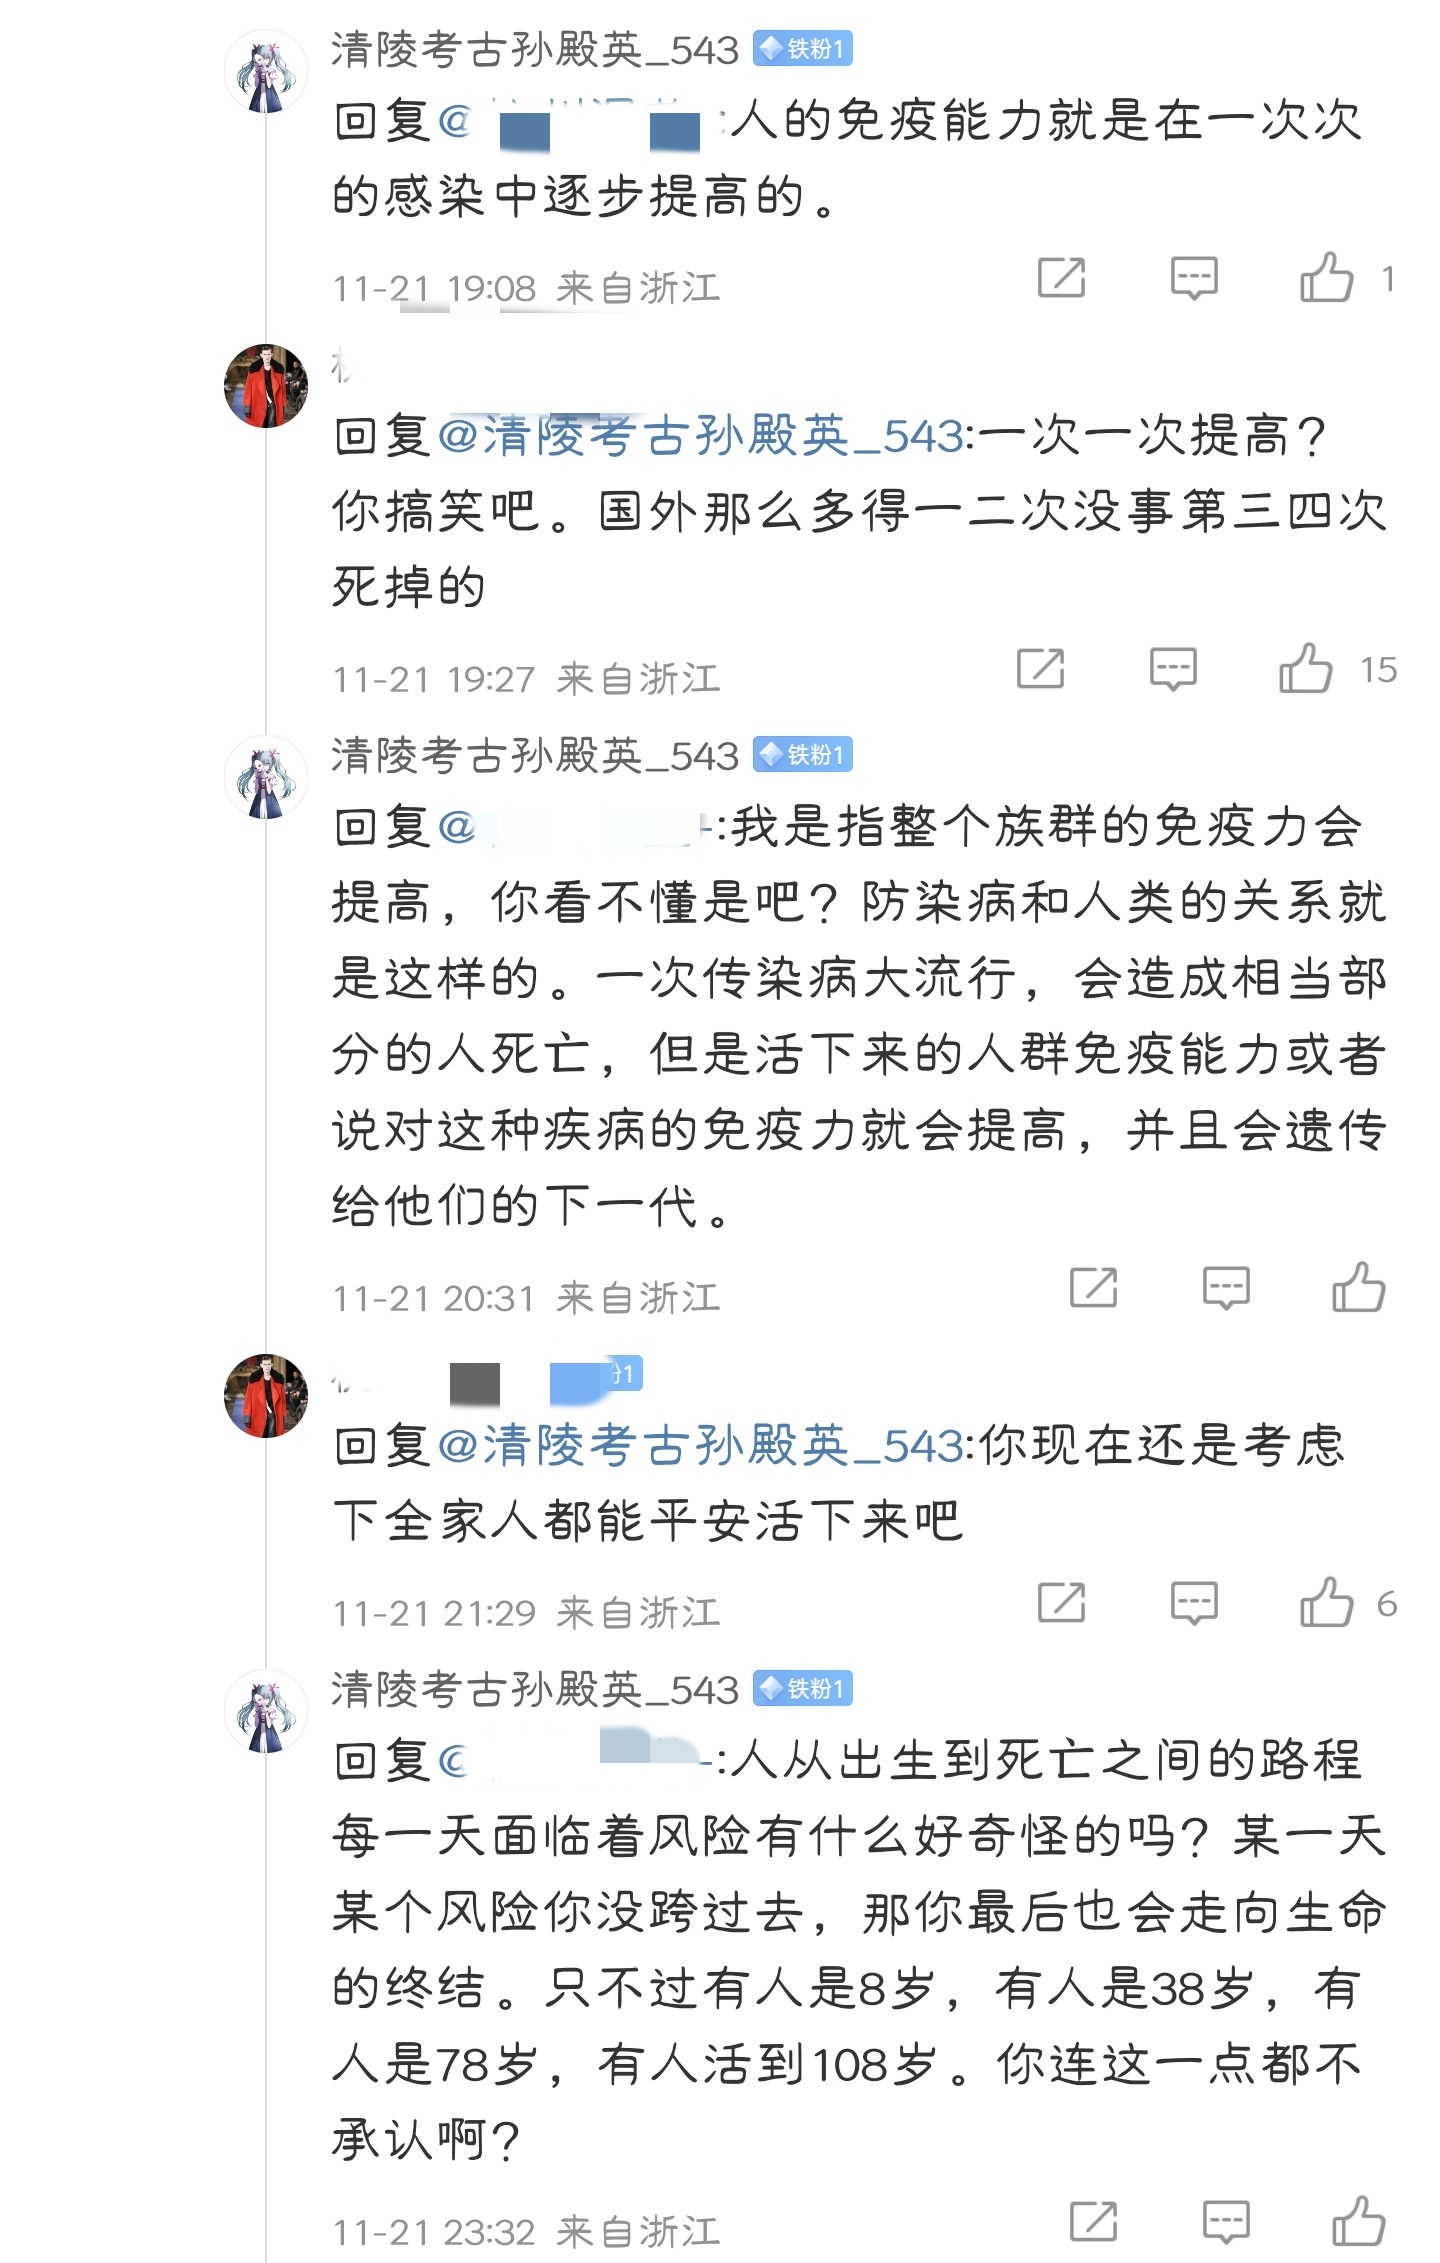 清陵考古孙殿英_543 铁粉1
回复@ :人的免疫能力就是在一次次
的感染中逐步提高的。
11-21 19:08 来自浙江 1
回复@清陵考古孙殿英_543:一次一次提高?
你搞笑吧。国外那么多得一二次没事第三四次
死掉的
11-21 19:27 来自浙江 15
清陵考古孙殿英_543 铁粉1
回复@ :我是指整个族群的免疫力会
提高，你看不懂是吧? 防染病和人类的关系就
是这样的。一次传染病大流行，会造成相当部
分的人死亡，但是活下来的人群免疫能力或者
说对这种疾病的免疫力就会提高，并且会遗传
给他们的下一代。
11-21 20:31 来自浙江
粉1
回复@清陵考古孙殿英_543:你现在还是考虑
下全家人都能平安活下来吧
11-21 21:29 来自浙江 6
清陵考古孙殿英_543 铁粉1
回复@ :人从出生到死亡之间的路程
每一天面临着风险有什么好奇怪的吗? 某一天
某个风险你没跨过去，那你最后也会走向生命
的终结。只不过有人是8岁，有人是38岁，有
人是78岁，有人活到108岁。你连这一点都不
承认啊?
11-21 23:32 来自浙江